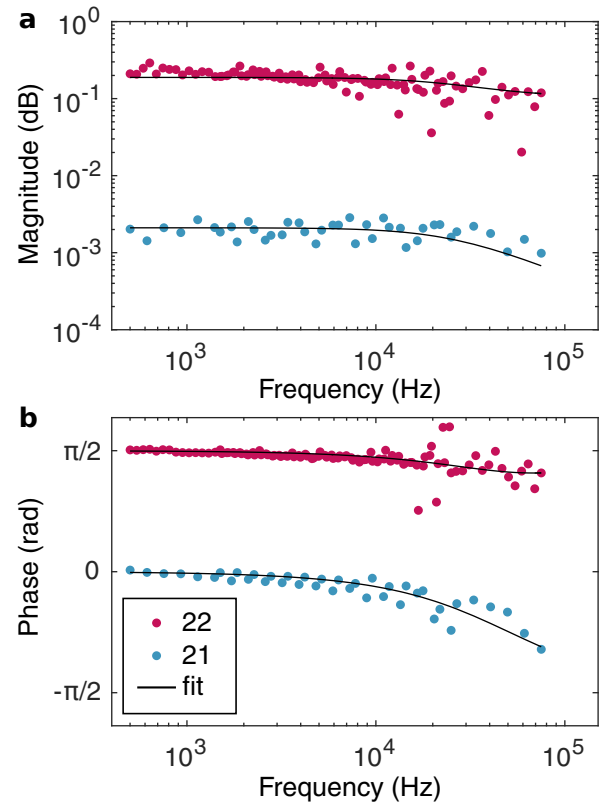 a
Magnitude (dB)
10^0
10^-1
10^-2
10^-3
10^-4
10^3 10^4 10^5
Frequency (Hz)
b
Phase (rad)
π/2
0
-π/2
22
21
fit
10^3 10^4 10^5
Frequency (Hz)